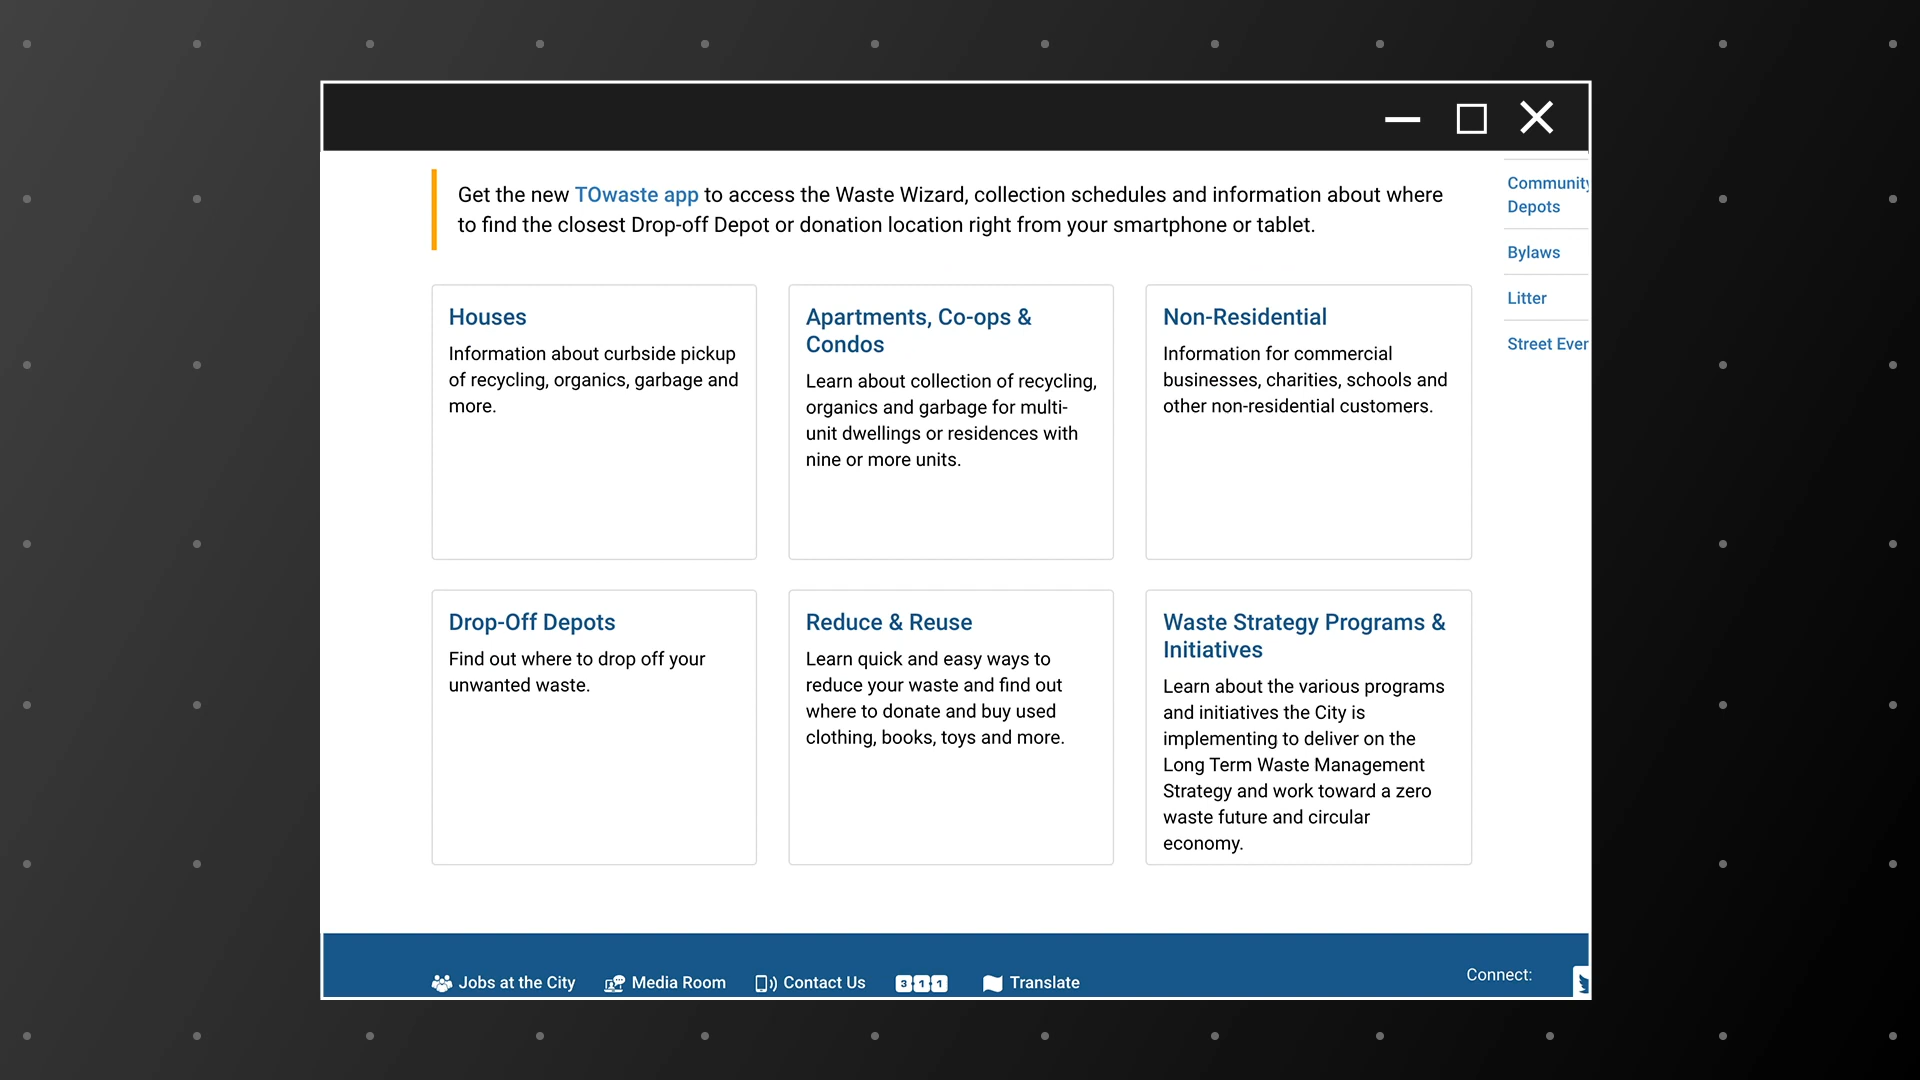 Get the new TOwaste app to access the Waste Wizard, collection schedules and information about where
to find the closest Drop-off Depot or donation location right from your smartphone or tablet.
Community
Depots
Bylaws
Litter
Street
Houses
Information about curbside pickup
of recycling, organics, garbage and
more.
Apartments, Co-ops &
Condos
Learn about collection of recycling,
organics and garbage for multi-
unit dwellings or residences with
nine or more units.
Non-Residential
Information for commercial
businesses, charities, schools and
other non-residential customers.
Drop-Off Depots
Find out where to drop off your
unwanted waste.
Reduce & Reuse
Learn quick and easy ways to
reduce your waste and find out
where to donate and buy used
clothing, books, toys and more.
Waste Strategy Programs &
Initiatives
Learn about the various programs
and initiatives the City is
implementing to deliver on the
Long Term Waste Management
Strategy and work toward a zero
waste future and circular
economy.
Jobs at the City Media Room Contact Us 311 Translate
Connect: